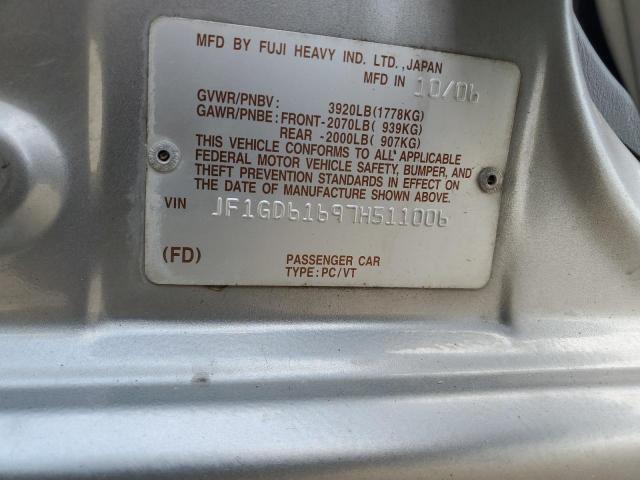 MFD BY FUJI HEAVY IND. LTD.,JAPAN
MFD IN 10/06
GVWR/PNBV : 3920LB(1778KG)
GAWR/PNBE: FRONT-2070LB( 939KG)
REAR -2000LB( 907KG)
THIS VEHICLE CONFORMS TO ALL APPLICABLE
FEDERAL MOTOR VEHICLE SAFETY, BUMPER, AND
THEFT PREVENTION STANDARDS IN EFFECT ON
THE DATE OF MANUFACTURE SHOWN ABOVE.
VIN JF1GD61697H511006
(FD) PASSENGER CAR
TYPE:PC/VT